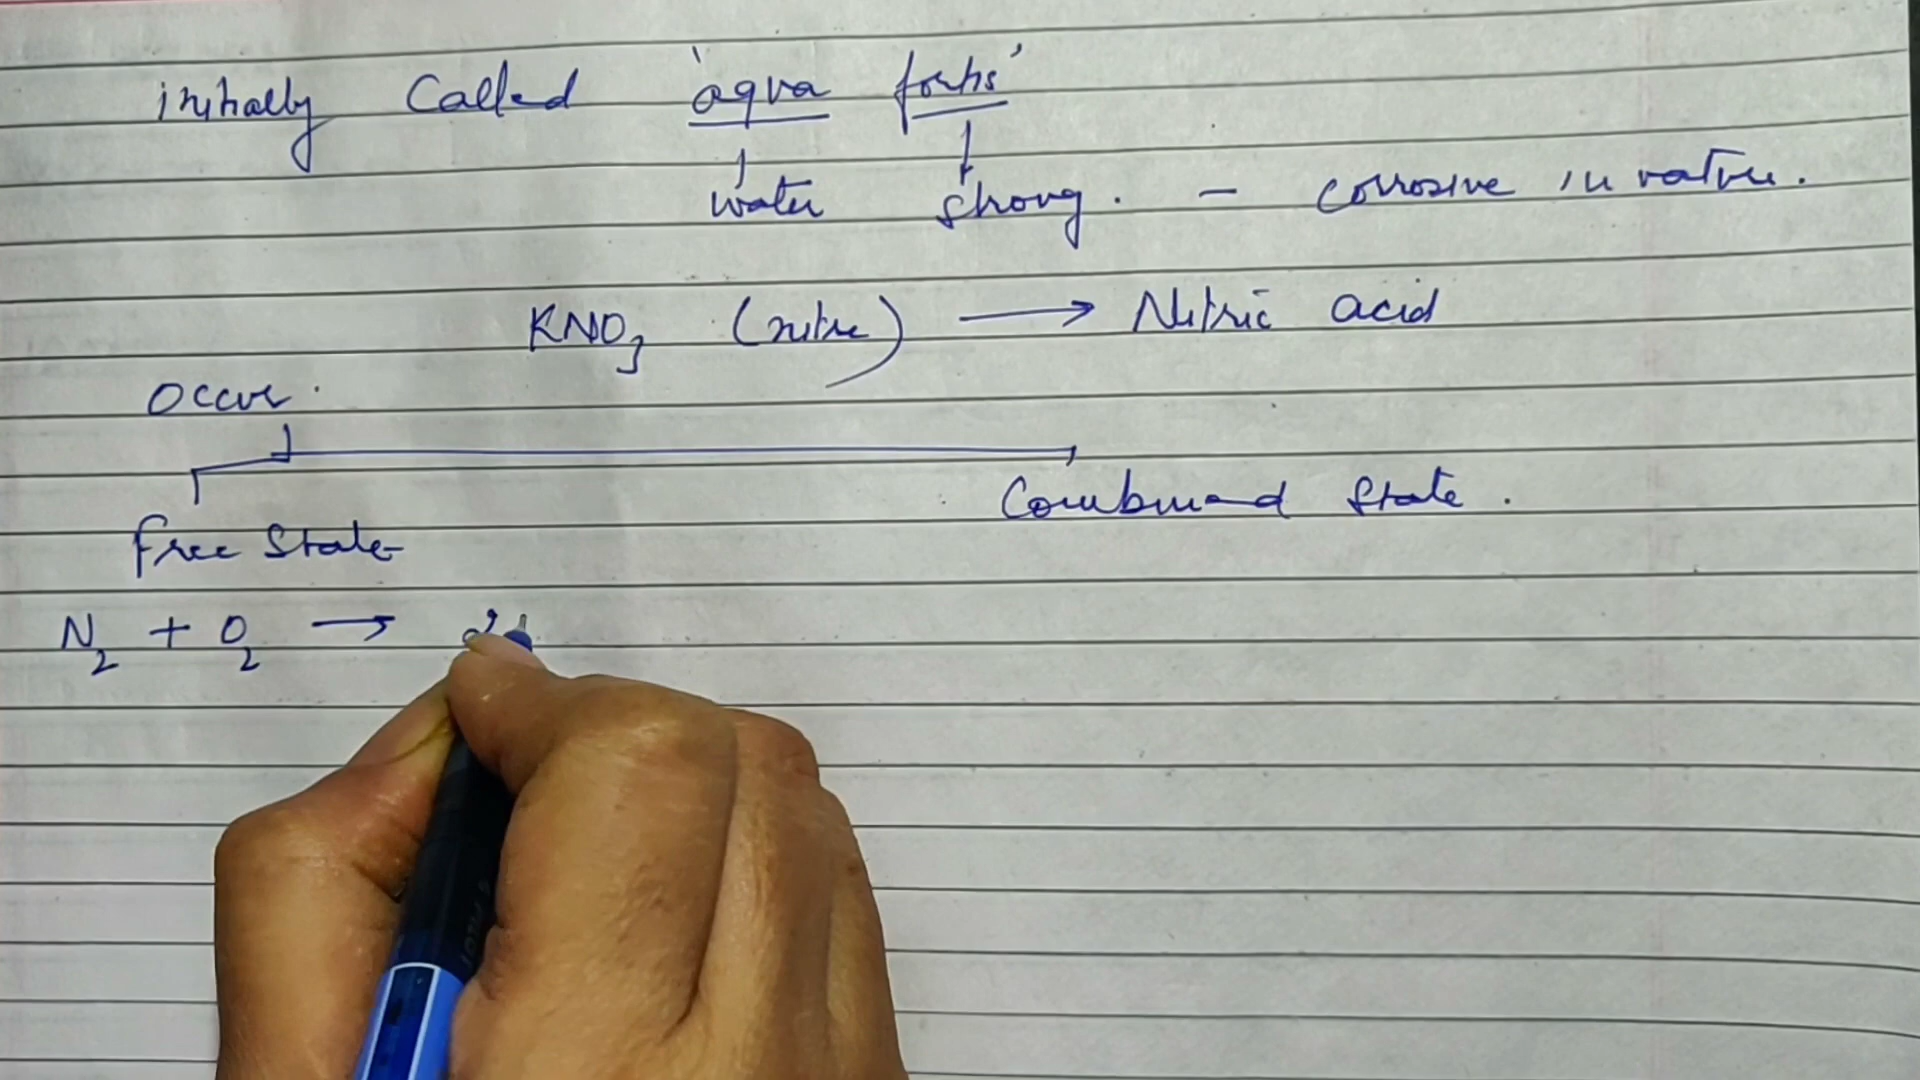 initially Called 'aqua fortis'
water strong. - corrosive in nature.
KNO3 (nitre) → Nitric acid
Occur.
Combined State.
free State
N2 + O2 →